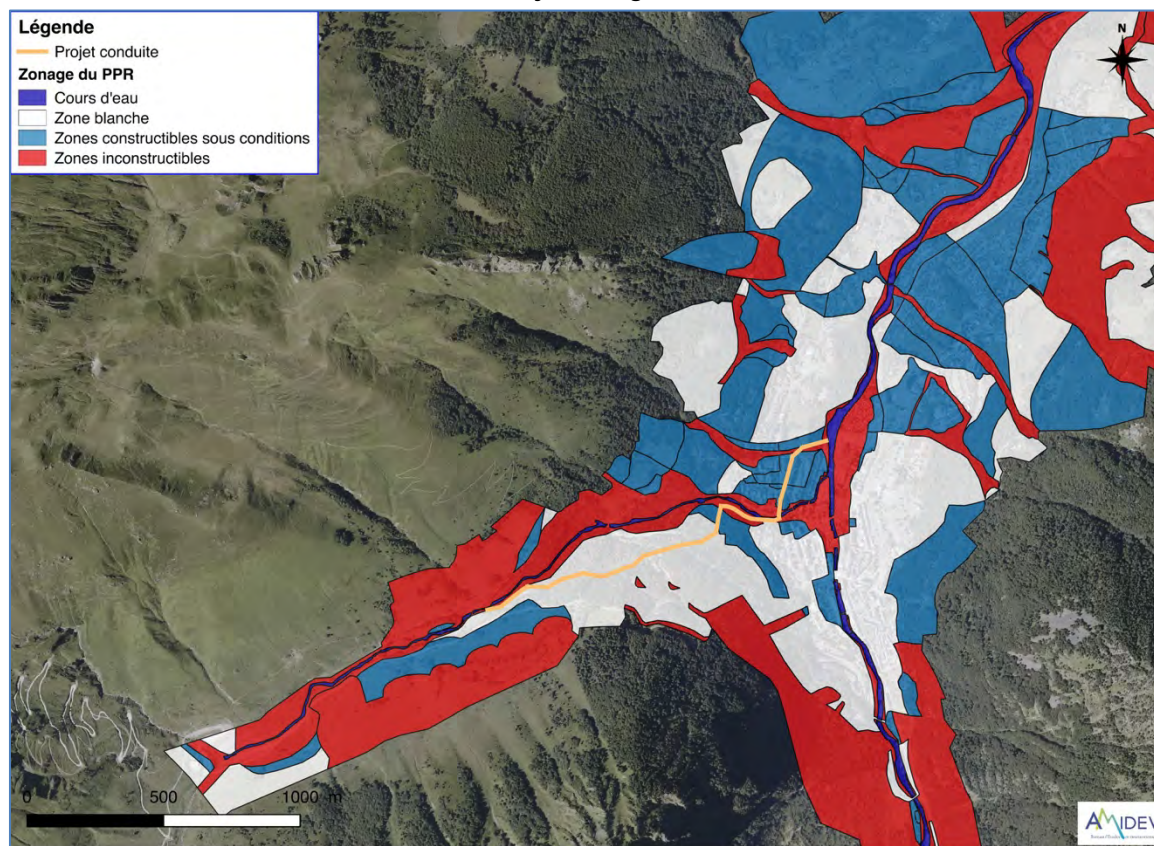 Légende
Projet conduite
Zonage du PPR
Cours d'eau
Zone blanche
Zones constructibles sous conditions
Zones inconstructibles
N
0 500 1000 m
AMIDEV